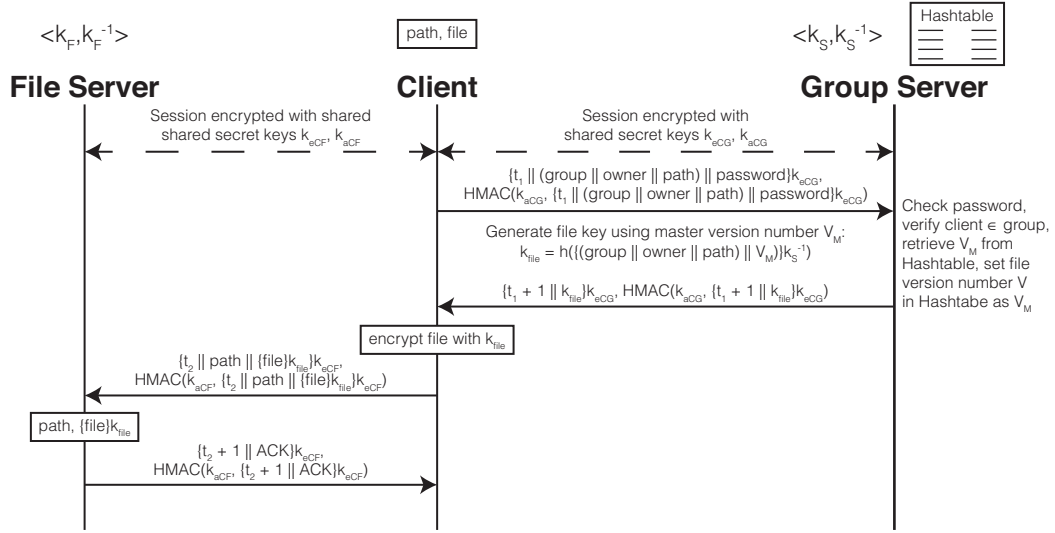 <k_F,k_F^-1>
path, file
<k_S,k_S^-1>
Hashtable
File Server
Client
Group Server
Session encrypted with shared
shared secret keys k_eCF, k_aCF
Session encrypted with
shared secret keys k_eCG, k_aCG
{t_1 || (group || owner || path) || password}k_eCG,
HMAC(k_aCG, {t_1 || (group || owner || path) || password}k_eCG)
Check password,
verify client ∈ group,
retrieve V_M from
Hashtable, set file
version number V
in Hashtabe as V_M
Generate file key using master version number V_M:
k_file = h({(group || owner || path) || V_M)}k_S^-1)
{t_1 + 1 || k_file}k_eCG, HMAC(k_aCG, {t_1 + 1 || k_file}k_eCG)
encrypt file with k_file
{t_2 || path || {file}k_file}k_eCF,
HMAC(k_aCF, {t_2 || path || {file}k_file}k_eCF)
path, {file}k_file
{t_2 + 1 || ACK}k_eCF,
HMAC(k_aCF, {t_2 + 1 || ACK}k_eCF)